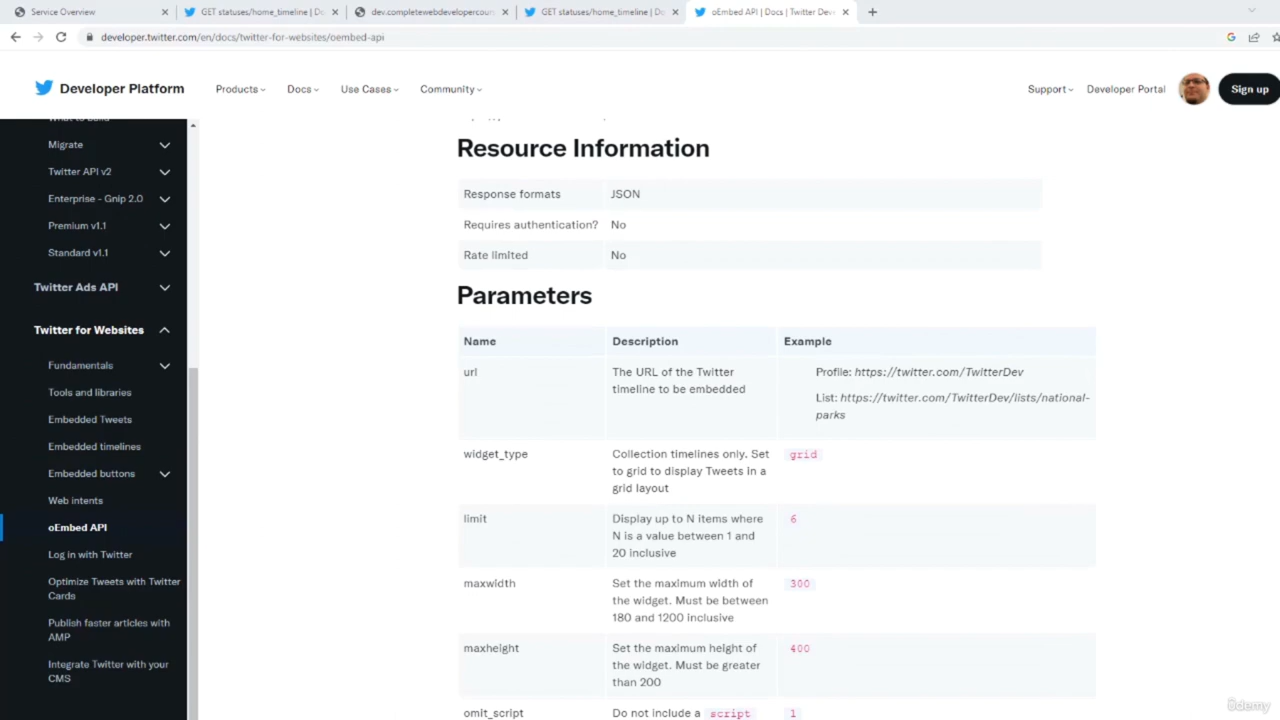 Service Overview
GET statuses/home_timeline | Do
dev.completewebdevelopercour
GET statuses/home_timeline | Do
oEmbed API | Docs | Twitter Dev
developer.twitter.com/en/docs/twitter-for-websites/oembed-api
Developer Platform
Products
Docs
Use Cases
Community
Support
Developer Portal
Sign up
What to build
Migrate
Twitter API v2
Enterprise - Gnip 2.0
Premium v1.1
Standard v1.1
Twitter Ads API
Twitter for Websites
Fundamentals
Tools and libraries
Embedded Tweets
Embedded timelines
Embedded buttons
Web intents
oEmbed API
Log in with Twitter
Optimize Tweets with Twitter
Cards
Publish faster articles with
AMP
Integrate Twitter with your
CMS
Resource Information
Response formats JSON
Requires authentication? No
Rate limited No
Parameters
Name Description Example
url The URL of the Twitter Profile: https://twitter.com/TwitterDev
timeline to be embedded
List: https://twitter.com/TwitterDev/lists/national-
parks
widget_type Collection timelines only. Set grid
to grid to display Tweets in a
grid layout
limit Display up to N items where 6
N is a value between 1 and
20 inclusive
maxwidth Set the maximum width of 300
the widget. Must be between
180 and 1200 inclusive
maxheight Set the maximum height of 400
the widget. Must be greater
than 200
omit_script Do not include a script 1
ûdemy